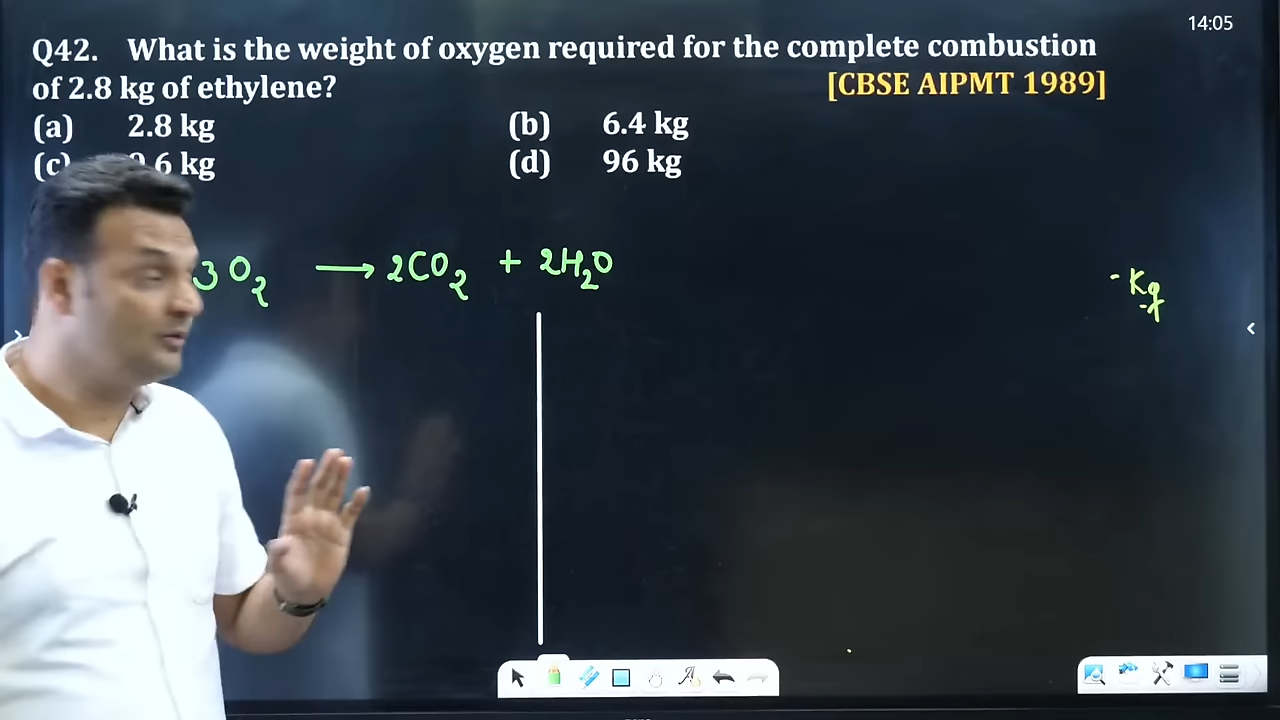 14:05
Q42. What is the weight of oxygen required for the complete combustion
of 2.8 kg of ethylene? [CBSE AIPMT 1989]
(a) 2.8 kg (b) 6.4 kg
(c) 6 kg (d) 96 kg
3O₂ ⟶ 2CO₂ + 2H₂O
- Kg